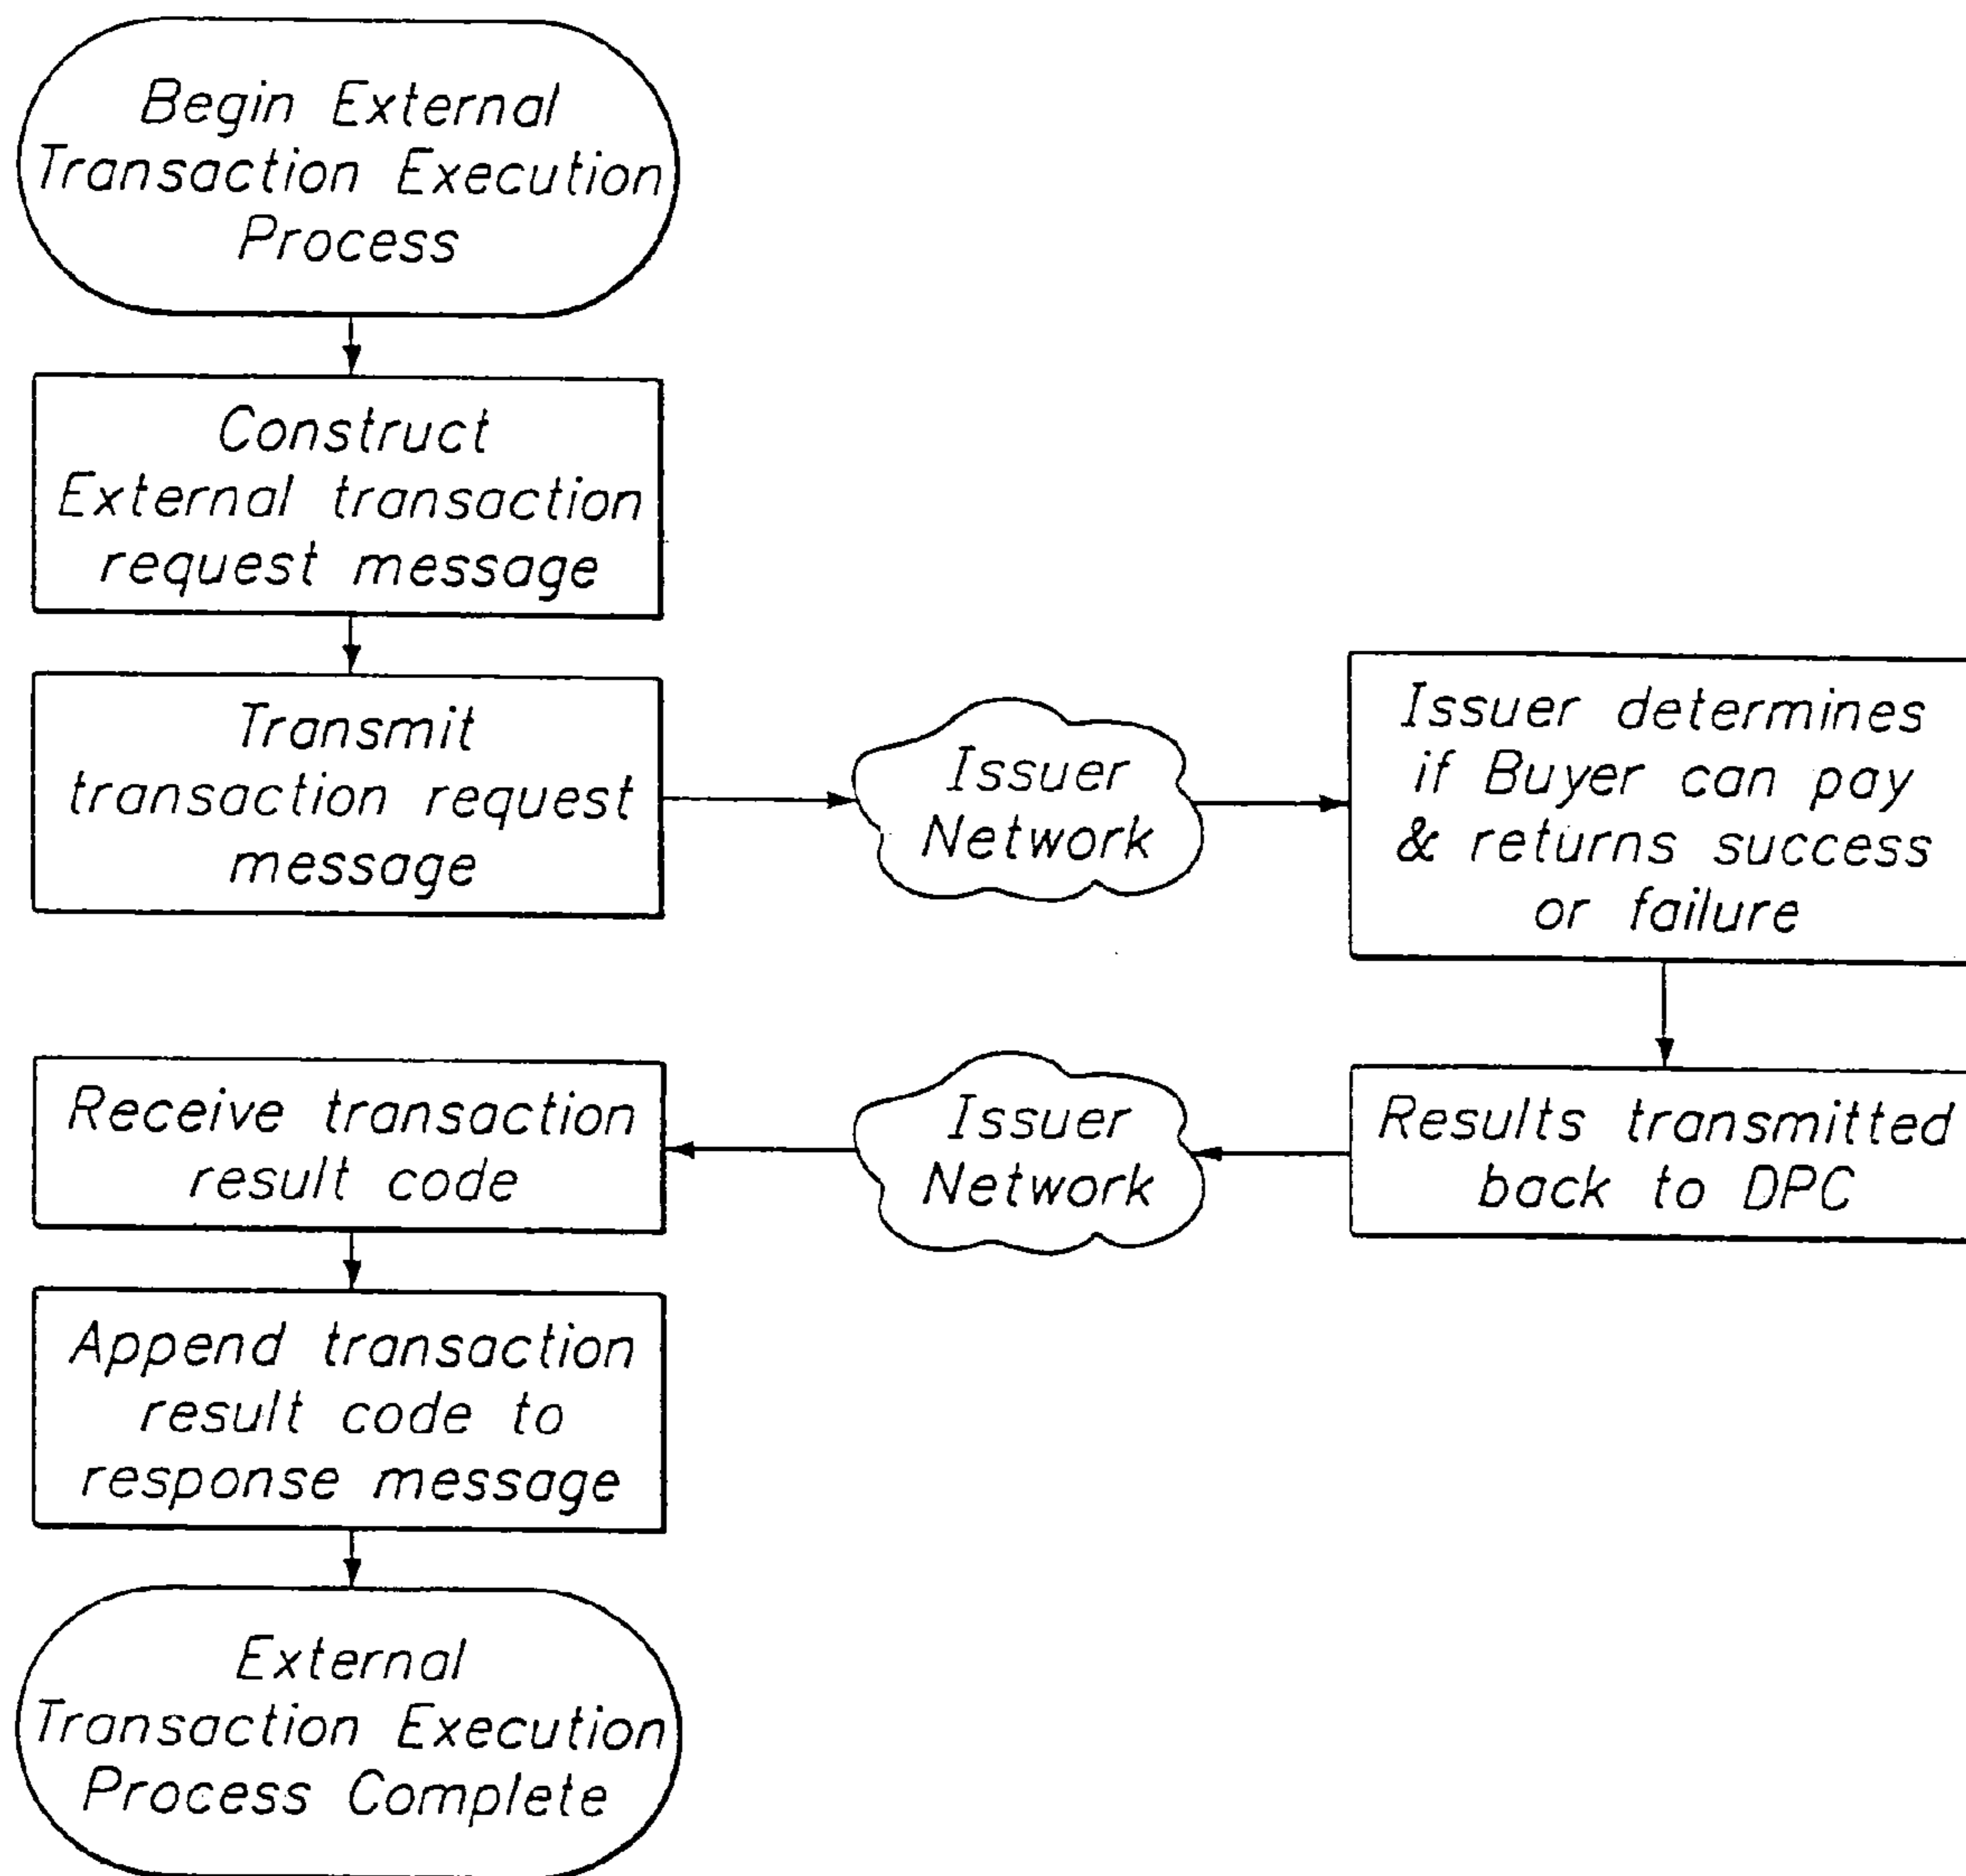 Begin External
Transaction Execution
Process
Construct
External transaction
request message
Transmit
transaction request
message
Issuer
Network
Issuer determines
if Buyer can pay
& returns success
or failure
Results transmitted
back to DPC
Issuer
Network
Receive transaction
result code
Append transaction
result code to
response message
External
Transaction Execution
Process Complete